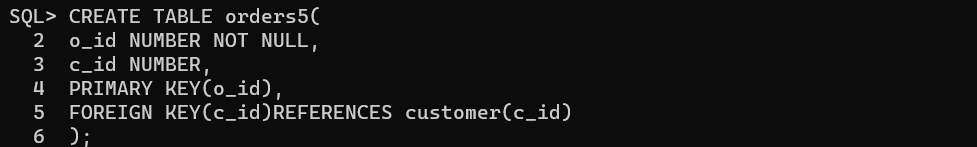 SQL> CREATE TABLE orders5(
  2  o_id NUMBER NOT NULL,
  3  c_id NUMBER,
  4  PRIMARY KEY(o_id),
  5  FOREIGN KEY(c_id)REFERENCES customer(c_id)
  6  );